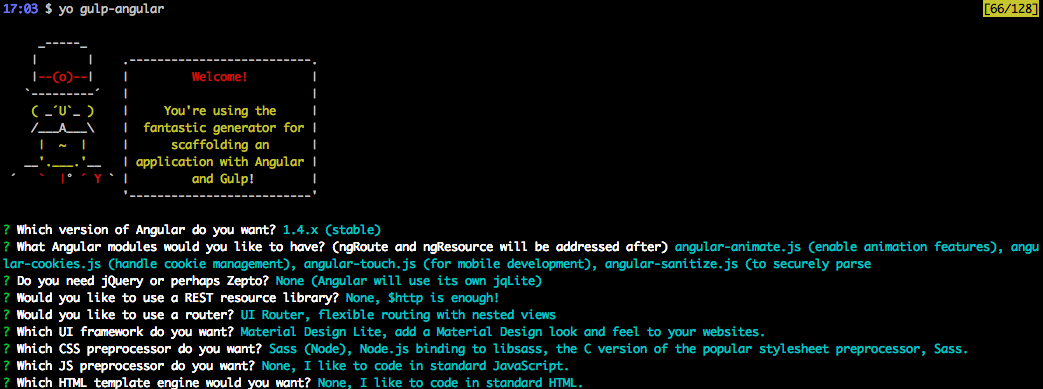 17:03 $ yo gulp-angular [66/128]
_-----_
|       |    .--------------------------.
|--(o)--|    |         Welcome!         |
`---------´   |                          |
( _´U`_ )    |     You're using the     |
/___A___\    |  fantastic generator for |
|  ~  |     |      scaffolding an      |
__'.___.'__   | application with Angular |
´   `  |° ´ Y ` |         and Gulp!        |
'--------------------------'
? Which version of Angular do you want? 1.4.x (stable)
? What Angular modules would you like to have? (ngRoute and ngResource will be addressed after) angular-animate.js (enable animation features), angu
lar-cookies.js (handle cookie management), angular-touch.js (for mobile development), angular-sanitize.js (to securely parse
? Do you need jQuery or perhaps Zepto? None (Angular will use its own jqLite)
? Would you like to use a REST resource library? None, $http is enough!
? Would you like to use a router? UI Router, flexible routing with nested views
? Which UI framework do you want? Material Design Lite, add a Material Design look and feel to your websites.
? Which CSS preprocessor do you want? Sass (Node), Node.js binding to libsass, the C version of the popular stylesheet preprocessor, Sass.
? Which JS preprocessor do you want? None, I like to code in standard JavaScript.
? Which HTML template engine would you want? None, I like to code in standard HTML.